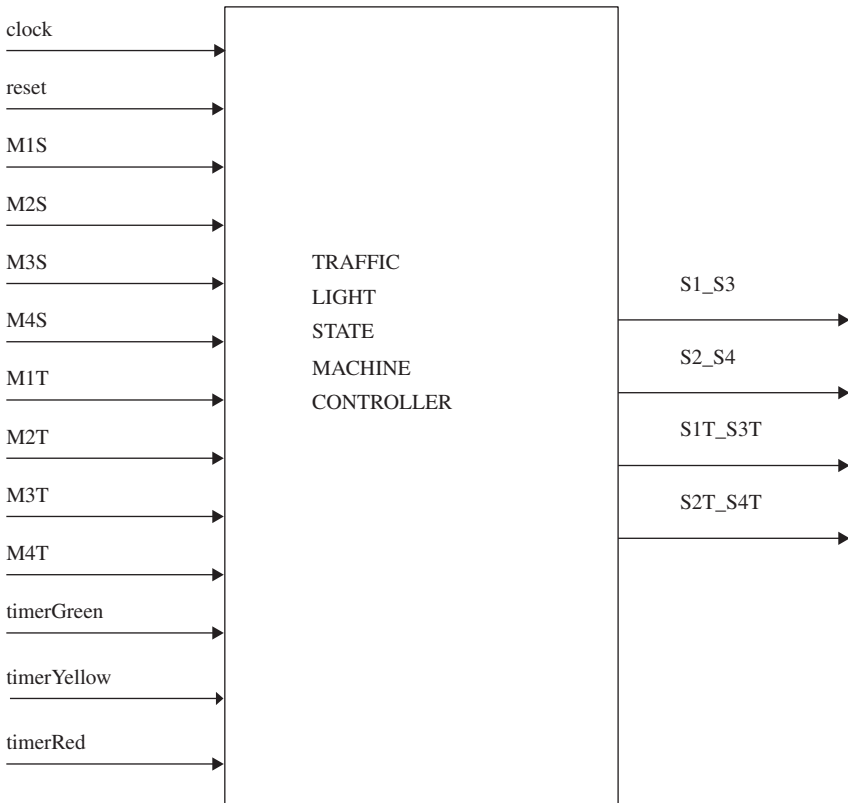 clock
reset
M1S
M2S
M3S
M4S
M1T
M2T
M3T
M4T
timerGreen
timerYellow
timerRed
TRAFFIC
LIGHT
STATE
MACHINE
CONTROLLER
S1_S3
S2_S4
S1T_S3T
S2T_S4T